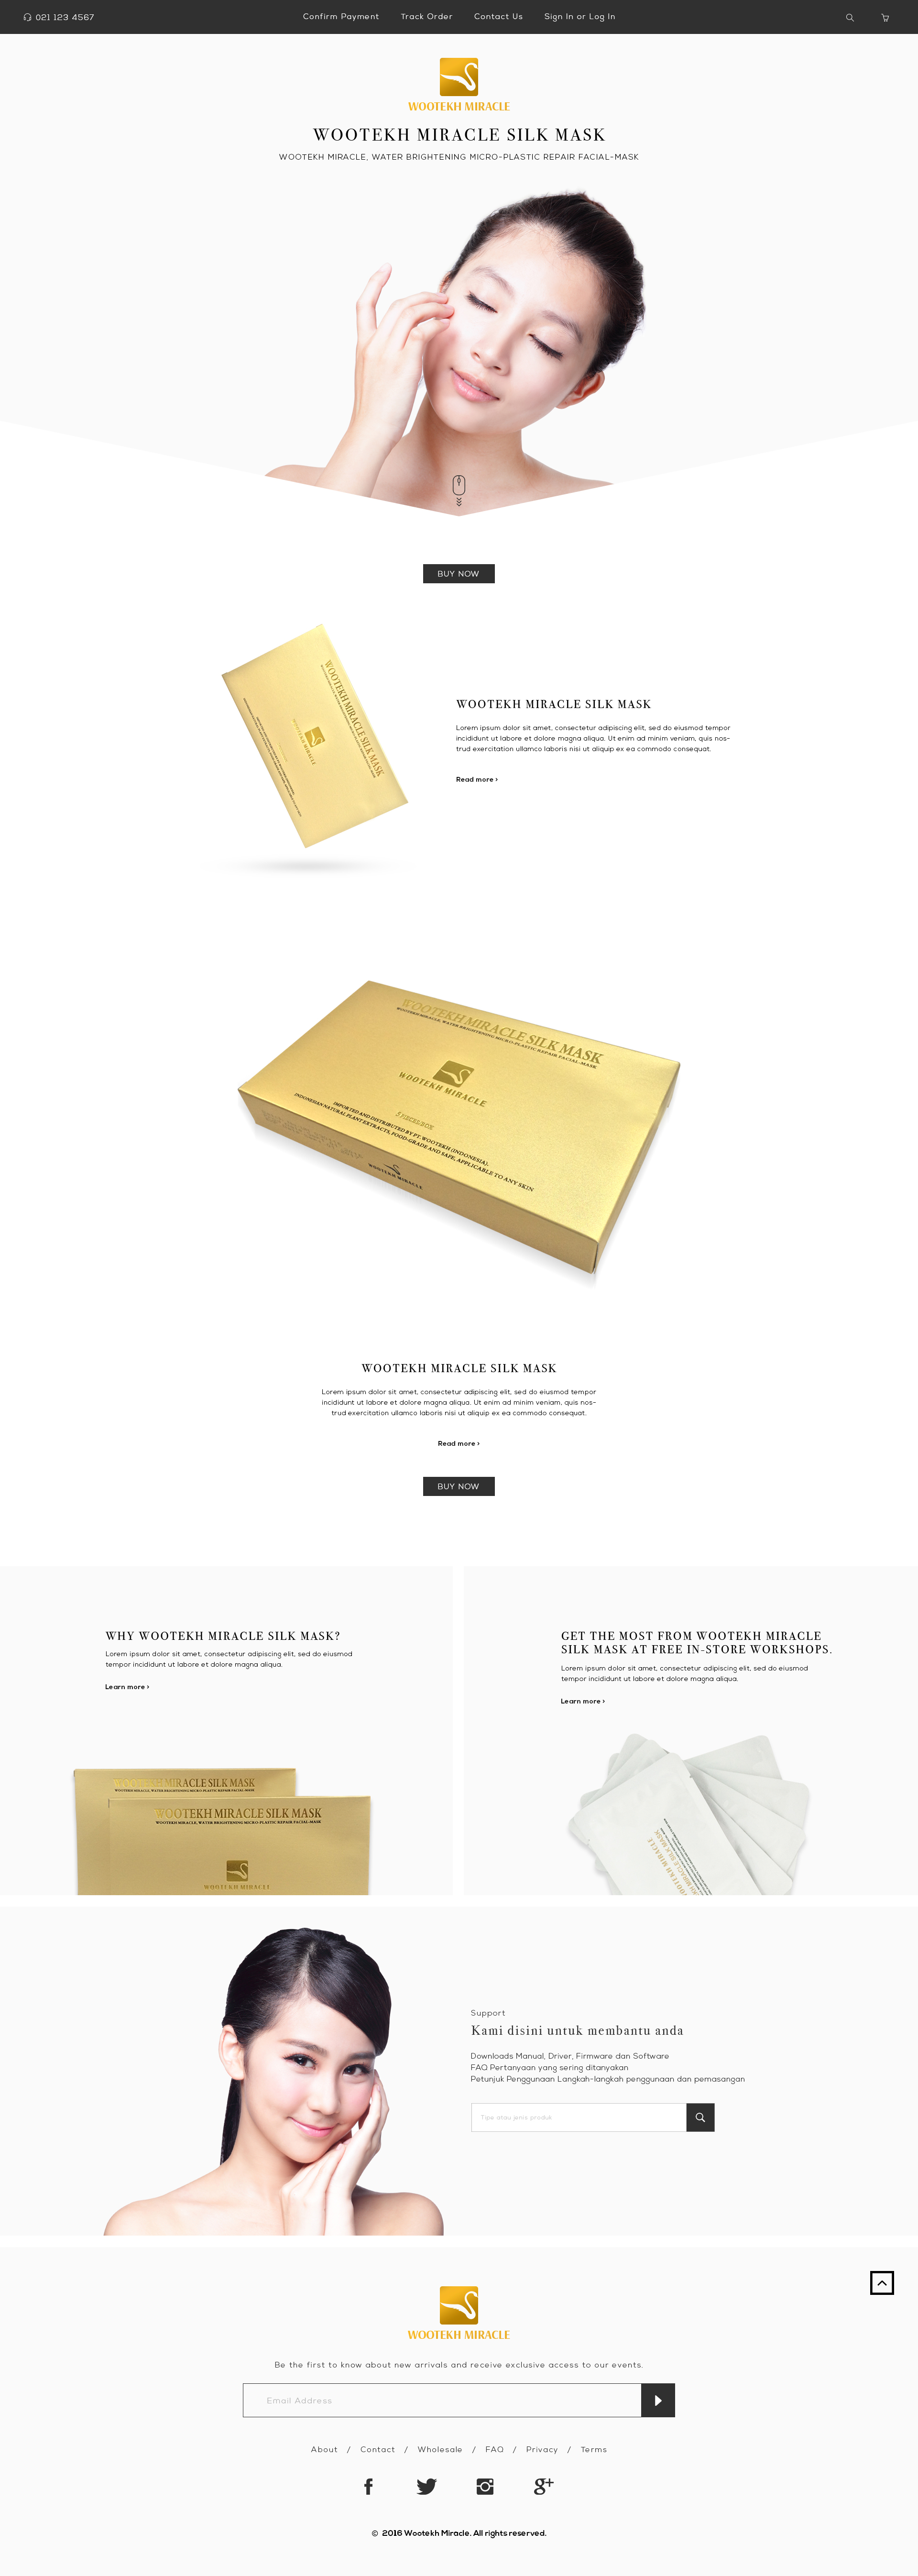 021 123 4567
Confirm Payment
Track Order
Contact Us
Sign In or Log In
WOOTEKH MIRACLE
WOOTEKH MIRACLE SILK MASK
WOOTEKH MIRACLE, WATER BRIGHTENING MICRO-PLASTIC REPAIR FACIAL-MASK
BUY NOW
WOOTEKH MIRACLE SILK MASK
WOOTEKH MIRACLE
WOOTEKH MIRACLE SILK MASK
Lorem ipsum dolor sit amet, consectetur adipiscing elit, sed do eiusmod tempor
incididunt ut labore et dolore magna aliqua. Ut enim ad minim veniam, quis nos-
trud exercitation ullamco laboris nisi ut aliquip ex ea commodo consequat.
Read more >
WOOTEKH MIRACLE SILK MASK
WOOTEKH MIRACLE, WATER BRIGHTENING MICRO-PLASTIC REPAIR FACIAL-MASK
WOOTEKH MIRACLE
5 PIECES/BOX
IMPORTED AND DISTRIBUTED BY PT.WOOTEKH (INDONESIA).
INDONESIAN NATURAL PLANT EXTRACTS, FOOD-GRADE AND SAFE, APPLICABLE TO ANY SKIN
WOOTEKH MIRACLE
WOOTEKH MIRACLE SILK MASK
Lorem ipsum dolor sit amet, consectetur adipiscing elit, sed do eiusmod tempor
incididunt ut labore et dolore magna aliqua. Ut enim ad minim veniam, quis nos-
trud exercitation ullamco laboris nisi ut aliquip ex ea commodo consequat.
Read more >
BUY NOW
WHY WOOTEKH MIRACLE SILK MASK?
Lorem ipsum dolor sit amet, consectetur adipiscing elit, sed do eiusmod
tempor incididunt ut labore et dolore magna aliqua.
Learn more >
WOOTEKH MIRACLE SILK MASK
WOOTEKH MIRACLE, WATER BRIGHTENING MICRO-PLASTIC REPAIR FACIAL-MASK
WOOTEKH MIRACLE SILK MASK
WOOTEKH MIRACLE, WATER BRIGHTENING MICRO-PLASTIC REPAIR FACIAL-MASK
WOOTEKH MIRACLE
GET THE MOST FROM WOOTEKH MIRACLE
SILK MASK AT FREE IN-STORE WORKSHOPS.
Lorem ipsum dolor sit amet, consectetur adipiscing elit, sed do eiusmod
tempor incididunt ut labore et dolore magna aliqua.
Learn more >
Support
Kami disini untuk membantu anda
Downloads Manual, Driver, Firmware dan Software
FAQ Pertanyaan yang sering ditanyakan
Petunjuk Penggunaan Langkah-langkah penggunaan dan pemasangan
Tipe atau jenis produk
WOOTEKH MIRACLE
Be the first to know about new arrivals and receive exclusive access to our events.
Email Address
About / Contact / Wholesale / FAQ / Privacy / Terms
© 2016 Wootekh Miracle. All rights reserved.